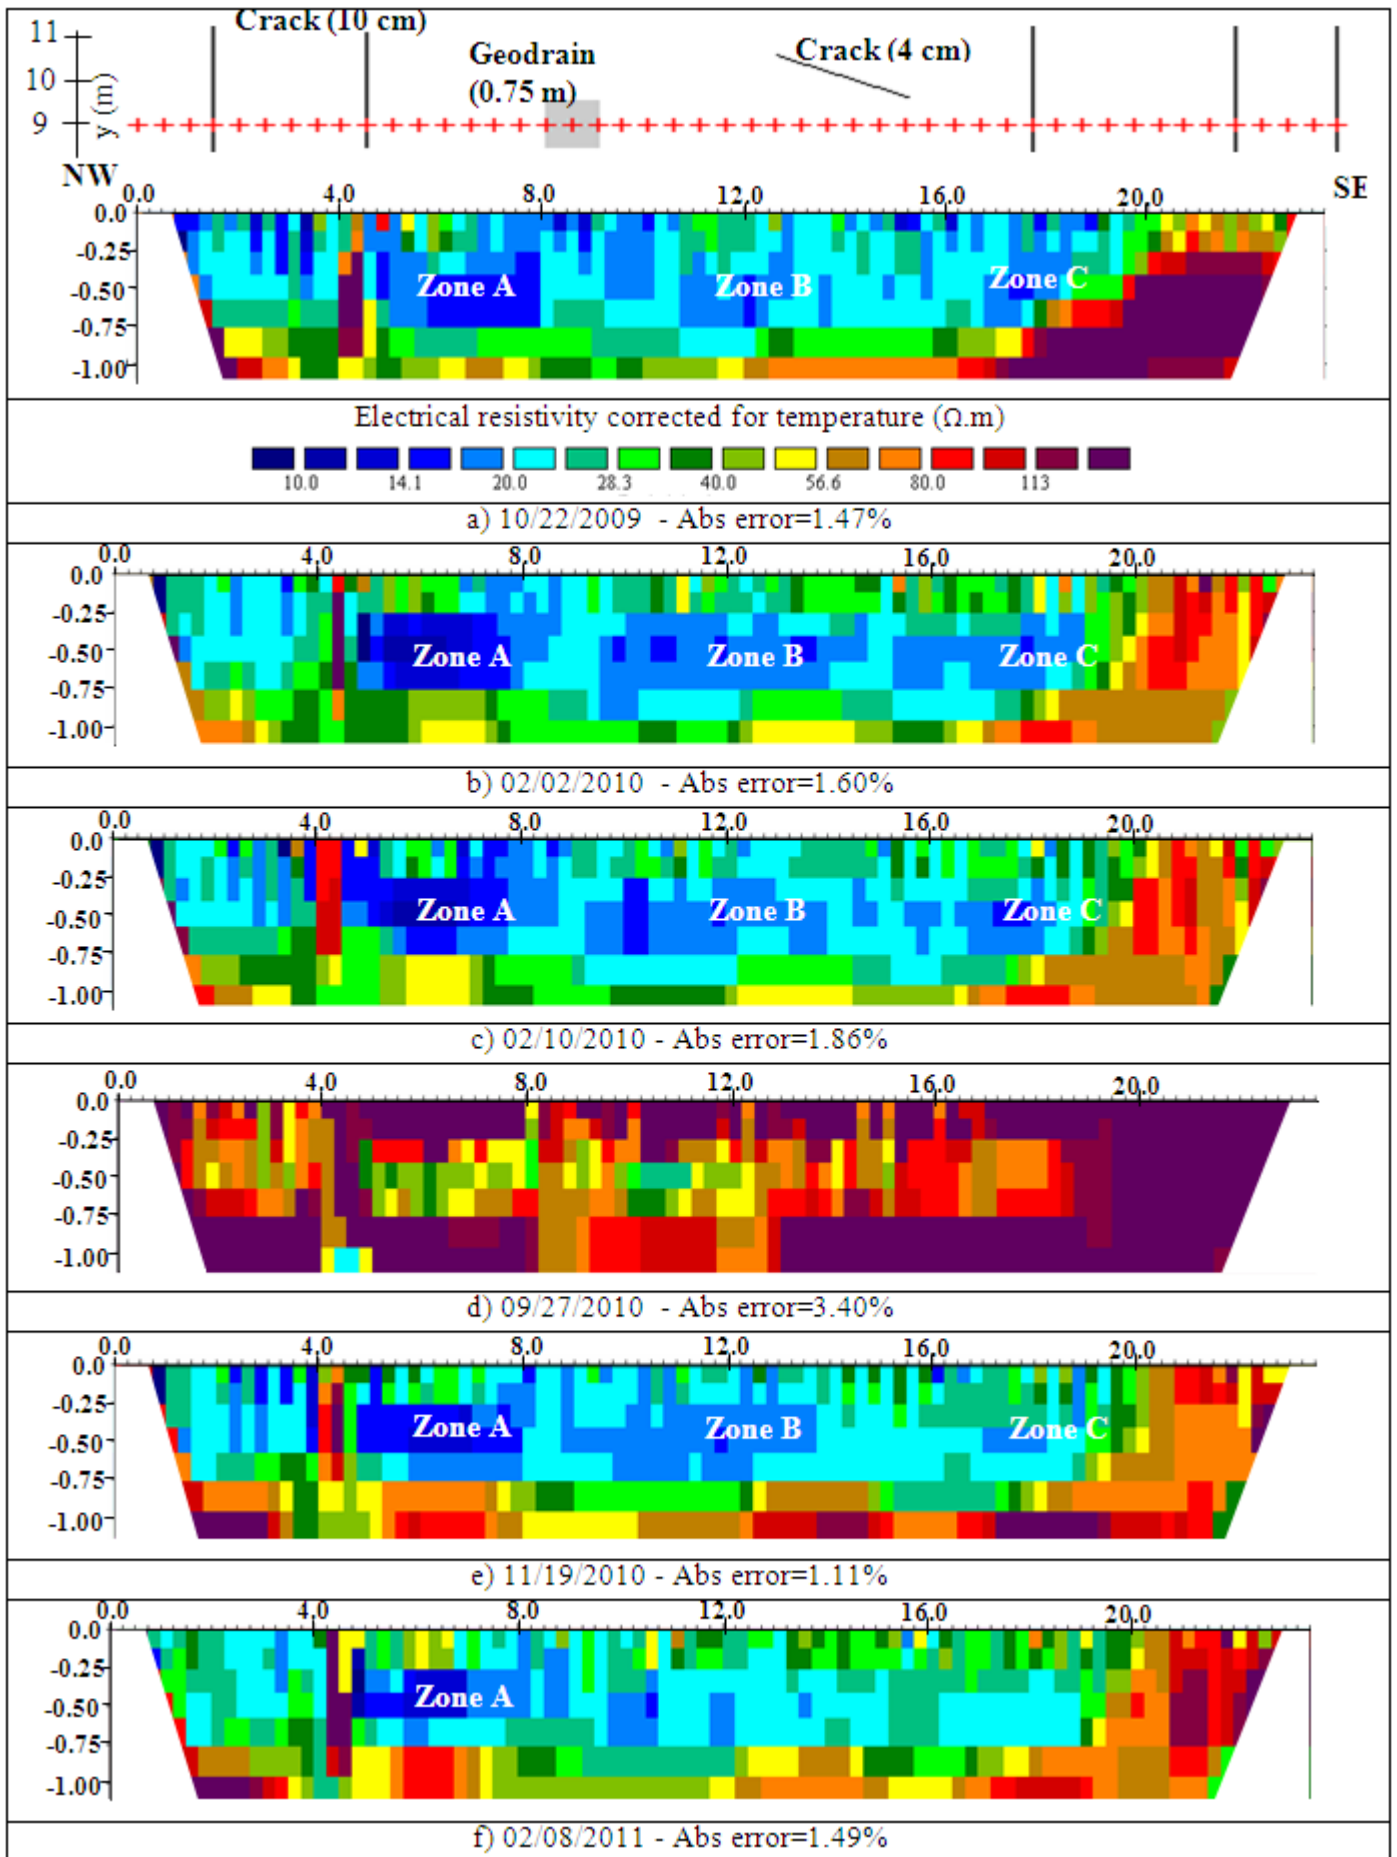 Crack (10 cm)
11
Geodrain
Crack (4 cm)
10
(0.75 m)
y (m)
9
NW
SE
0.0 4.0 8.0 12.0 16.0 20.0
0.0
-0.25
-0.50
-0.75
-1.00
Zone A Zone B Zone C
Electrical resistivity corrected for temperature (Ω.m)
10.0 14.1 20.0 28.3 40.0 56.6 80.0 113
a) 10/22/2009 - Abs error=1.47%
0.0 4.0 8.0 12.0 16.0 20.0
0.0
-0.25
-0.50
-0.75
-1.00
Zone A Zone B Zone C
b) 02/02/2010 - Abs error=1.60%
0.0 4.0 8.0 12.0 16.0 20.0
0.0
-0.25
-0.50
-0.75
-1.00
Zone A Zone B Zone C
c) 02/10/2010 - Abs error=1.86%
0.0 4.0 8.0 12.0 16.0 20.0
0.0
-0.25
-0.50
-0.75
-1.00
d) 09/27/2010 - Abs error=3.40%
0.0 4.0 8.0 12.0 16.0 20.0
0.0
-0.25
-0.50
-0.75
-1.00
Zone A Zone B Zone C
e) 11/19/2010 - Abs error=1.11%
0.0 4.0 8.0 12.0 16.0 20.0
0.0
-0.25
-0.50
-0.75
-1.00
Zone A
f) 02/08/2011 - Abs error=1.49%